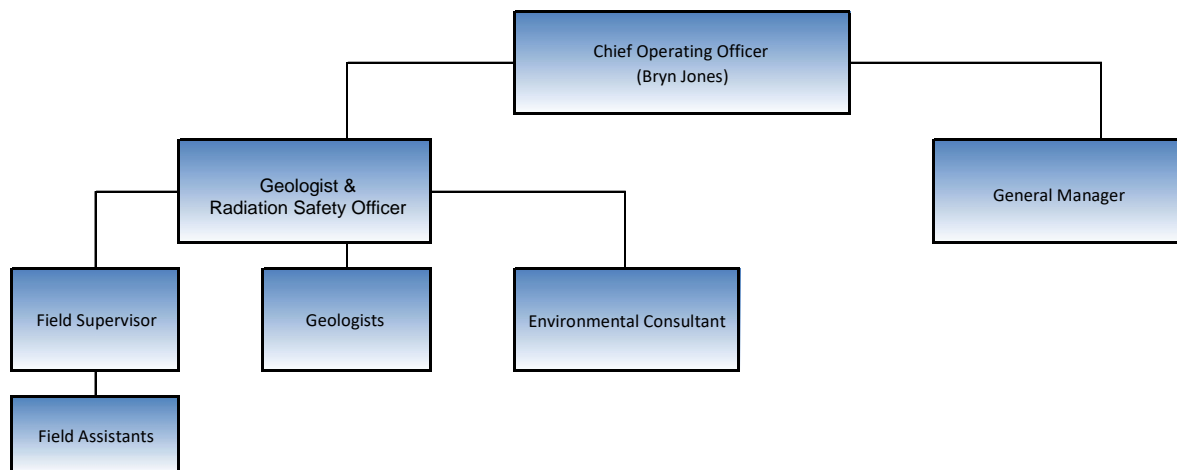 Chief Operating Officer
(Bryn Jones)
Geologist &
Radiation Safety Officer
General Manager
Field Supervisor
Geologists
Environmental Consultant
Field Assistants